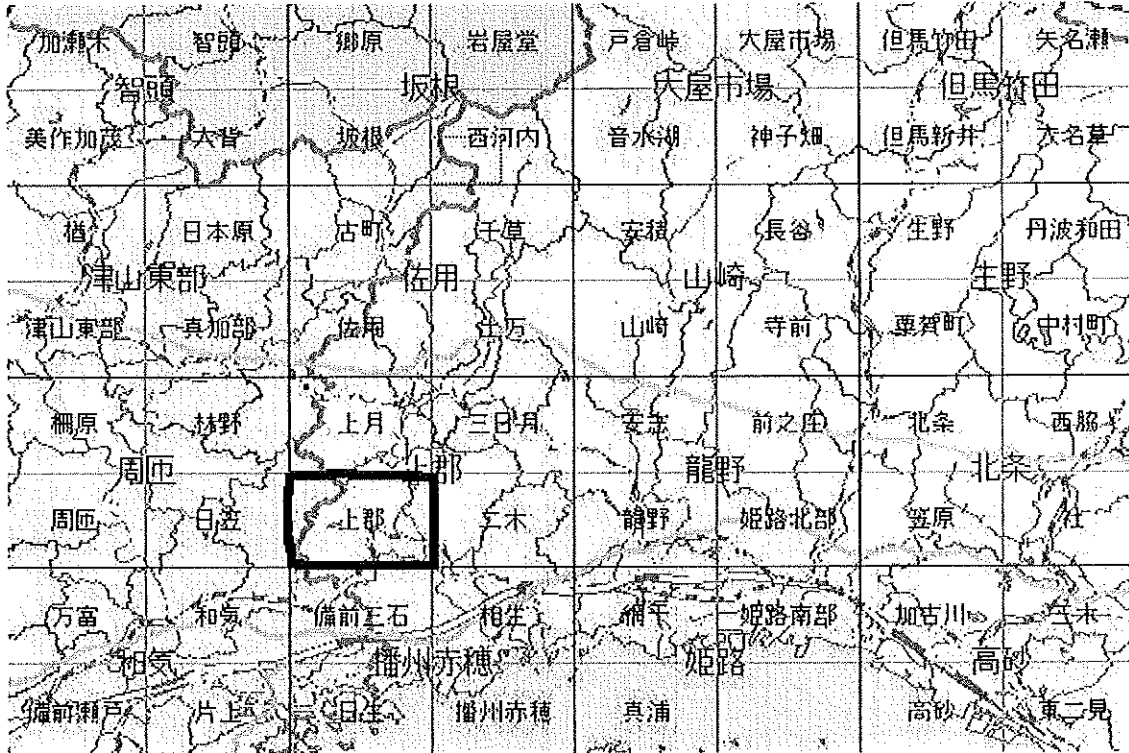 加瀬木 智頭 郷原 岩屋堂 戸倉峠 大屋市場 但馬竹田 矢名瀬
智頭 坂根 大屋市場 但馬竹田
美作加茂 大背 坂根 西河内 音水湖 神子畑 但馬新井 大名草
楢 日本原 古町 千草 安積 長谷 生野 丹波和田
津山東部 佐用 山崎 生野
津山東部 真加部 佐用 土万 山崎 寺前 粟賀町 中村町
柵原 林野 上月 三日月 安志 前之庄 北条 西脇
周匝 上郡 龍野 北条
周匝 日笠 上郡 二木 龍野 姫路北部 笠原 社
万富 和気 備前三石 相生 網干 姫路南部 加古川 三木
和気 播州赤穂 姫路 高砂
備前瀬戸 片上 日生 播州赤穂 真浦 高砂 東二見